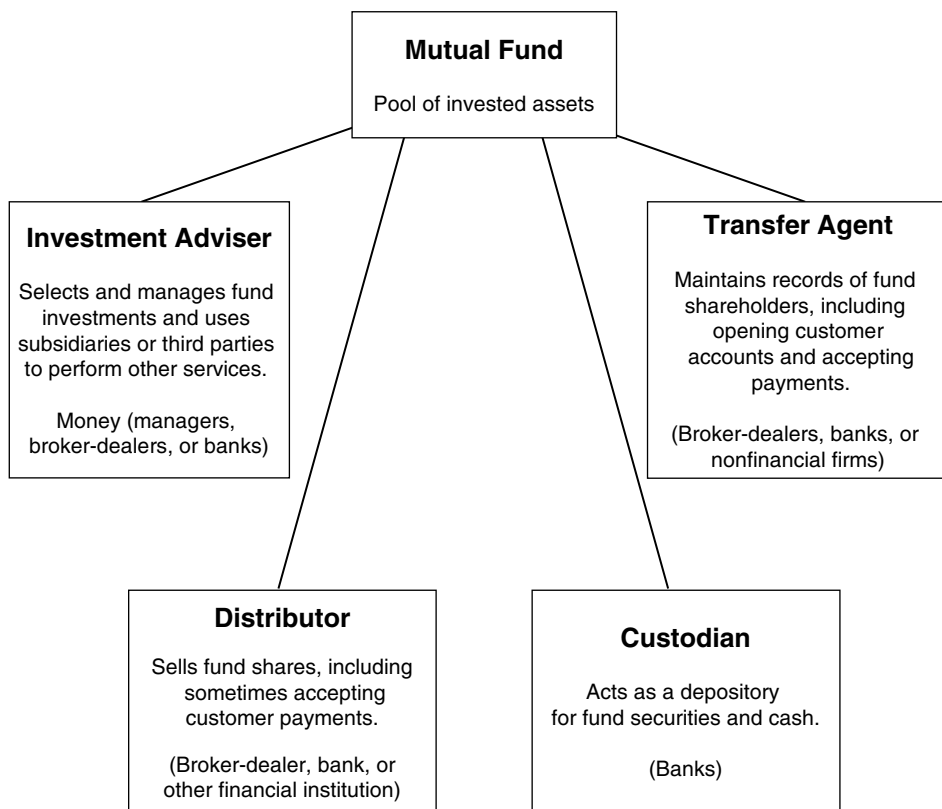 Mutual Fund
Pool of invested assets
Investment Adviser
Selects and manages fund
investments and uses
subsidiaries or third parties
to perform other services.
Money (managers,
broker-dealers, or banks)
Transfer Agent
Maintains records of fund
shareholders, including
opening customer
accounts and accepting
payments.
(Broker-dealers, banks, or
nonfinancial firms)
Distributor
Sells fund shares, including
sometimes accepting
customer payments.
(Broker-dealer, bank, or
other financial institution)
Custodian
Acts as a depository
for fund securities and cash.
(Banks)